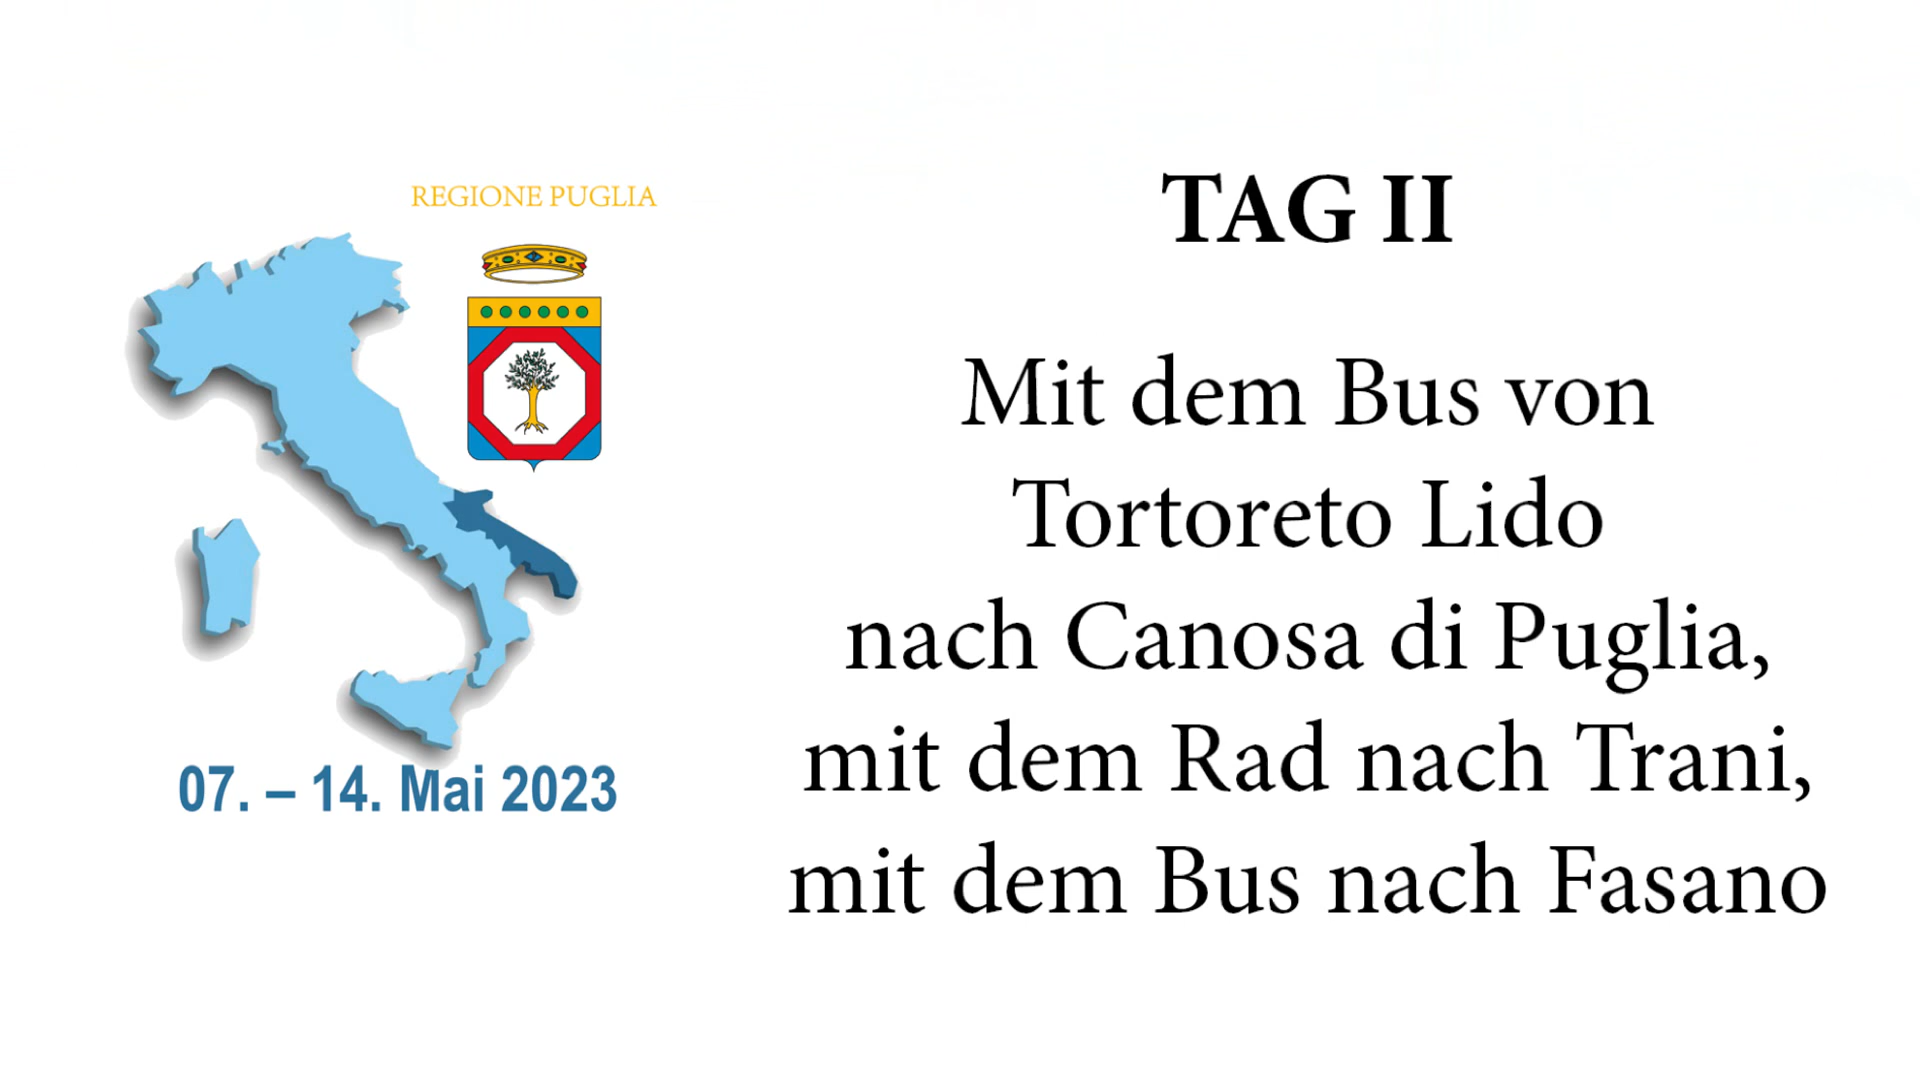 REGIONE PUGLIA
07. – 14. Mai 2023
TAG II
Mit dem Bus von
Tortoreto Lido
nach Canosa di Puglia,
mit dem Rad nach Trani,
mit dem Bus nach Fasano